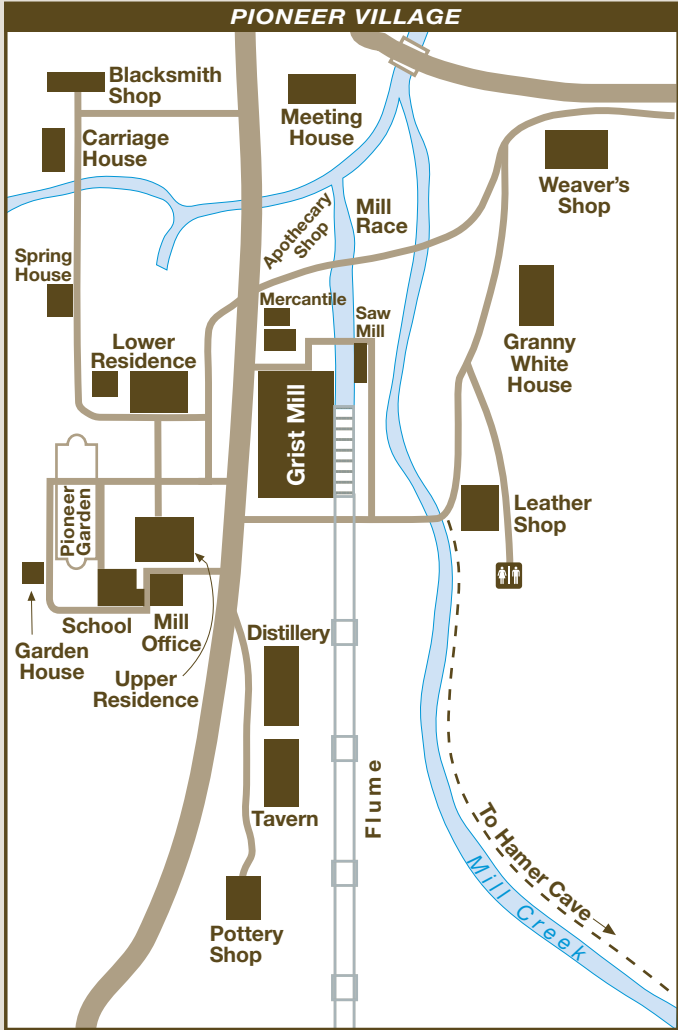 PIONEER VILLAGE
Blacksmith
Shop
Meeting
House
Carriage
House
Weaver's
Shop
Apothecary
Shop
Mill
Race
Spring
House
Mercantile
Saw
Mill
Lower
Residence
Granny
White
House
Grist Mill
Pioneer
Garden
Leather
Shop
School
Mill
Office
Garden
House
Upper
Residence
Distillery
Tavern
Flume
To Hamer Cave
Mill Creek
Pottery
Shop